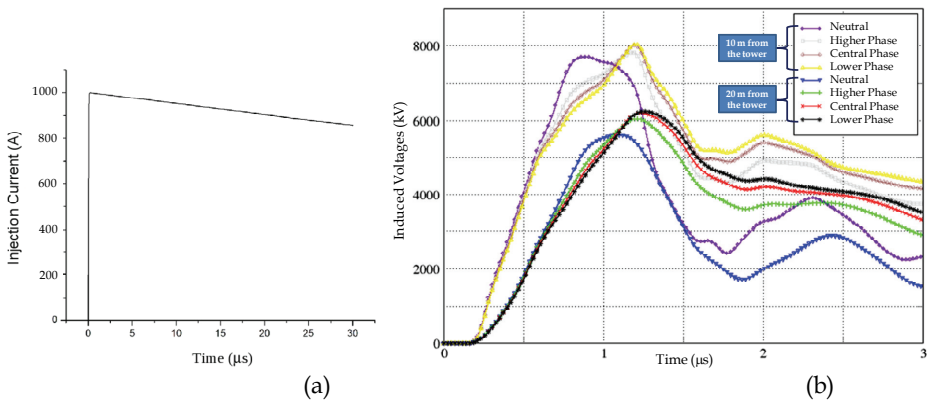 (a)
Injection Current (A)
1000
800
600
400
200
0
0
5
10
15
20
25
30
Time (μs)
(a)
(b)
Induced Voltages (kV)
8000
6000
4000
2000
0
0
1
2
3
Time (μs)
10 m from
the tower
Neutral
Higher Phase
Central Phase
Lower Phase
20 m from
the tower
Neutral
Higher Phase
Central Phase
Lower Phase
(b)